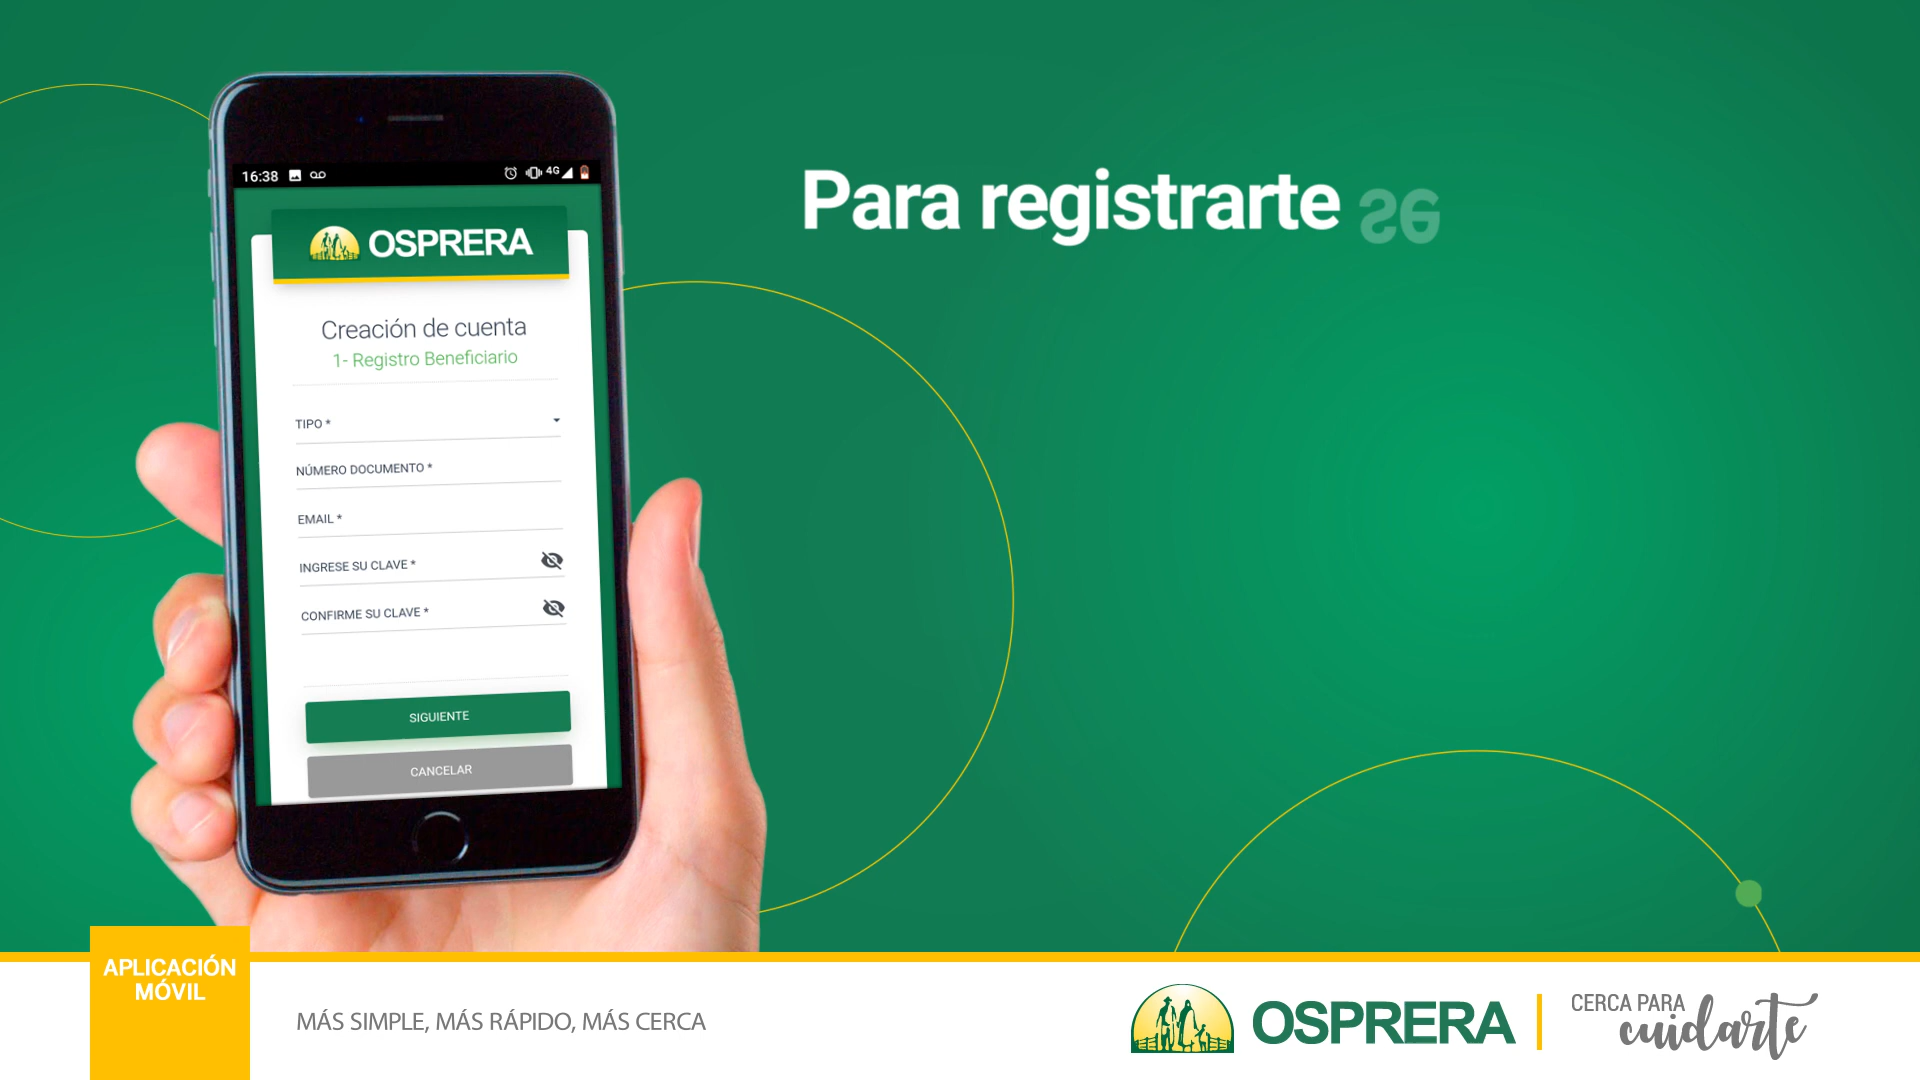 16:38
4G
OSPRERA
Creación de cuenta
1- Registro Beneficiario
TIPO *
NÚMERO DOCUMENTO *
EMAIL *
INGRESE SU CLAVE *
CONFIRME SU CLAVE *
SIGUIENTE
CANCELAR
Para registrarte
APLICACIÓN
MÓVIL
MÁS SIMPLE, MÁS RÁPIDO, MÁS CERCA
OSPRERA
CERCA PARA
cuidarte